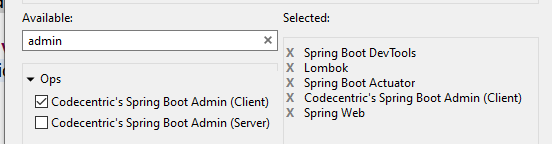 Available:
Selected:
admin
Ops
Codecentric's Spring Boot Admin (Client)
Codecentric's Spring Boot Admin (Server)
X Spring Boot DevTools
X Lombok
X Spring Boot Actuator
X Codecentric's Spring Boot Admin (Client)
X Spring Web